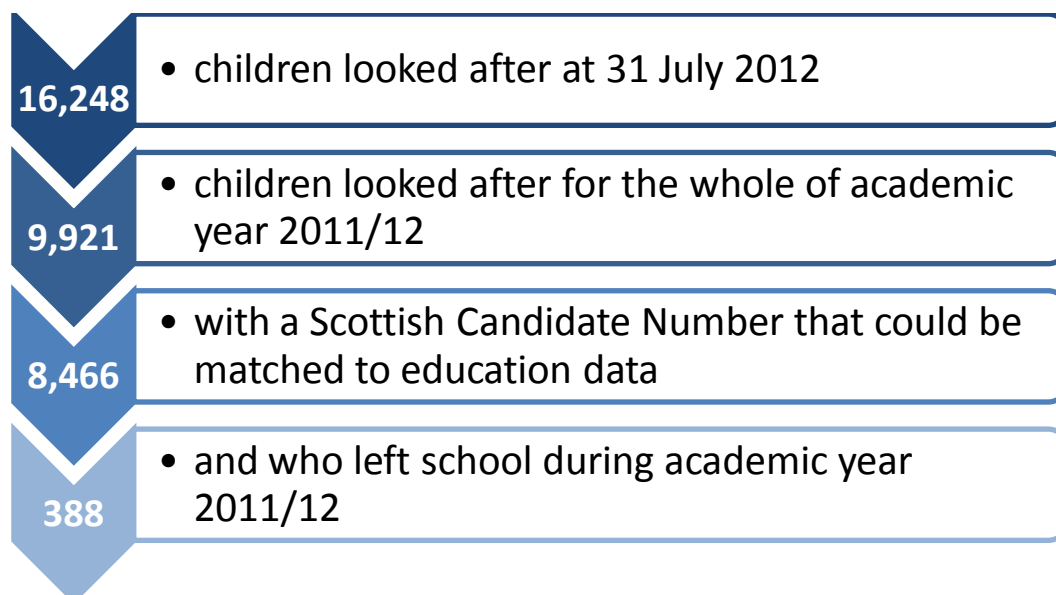 16,248
• children looked after at 31 July 2012
9,921
• children looked after for the whole of academic
year 2011/12
8,466
• with a Scottish Candidate Number that could be
matched to education data
388
• and who left school during academic year
2011/12